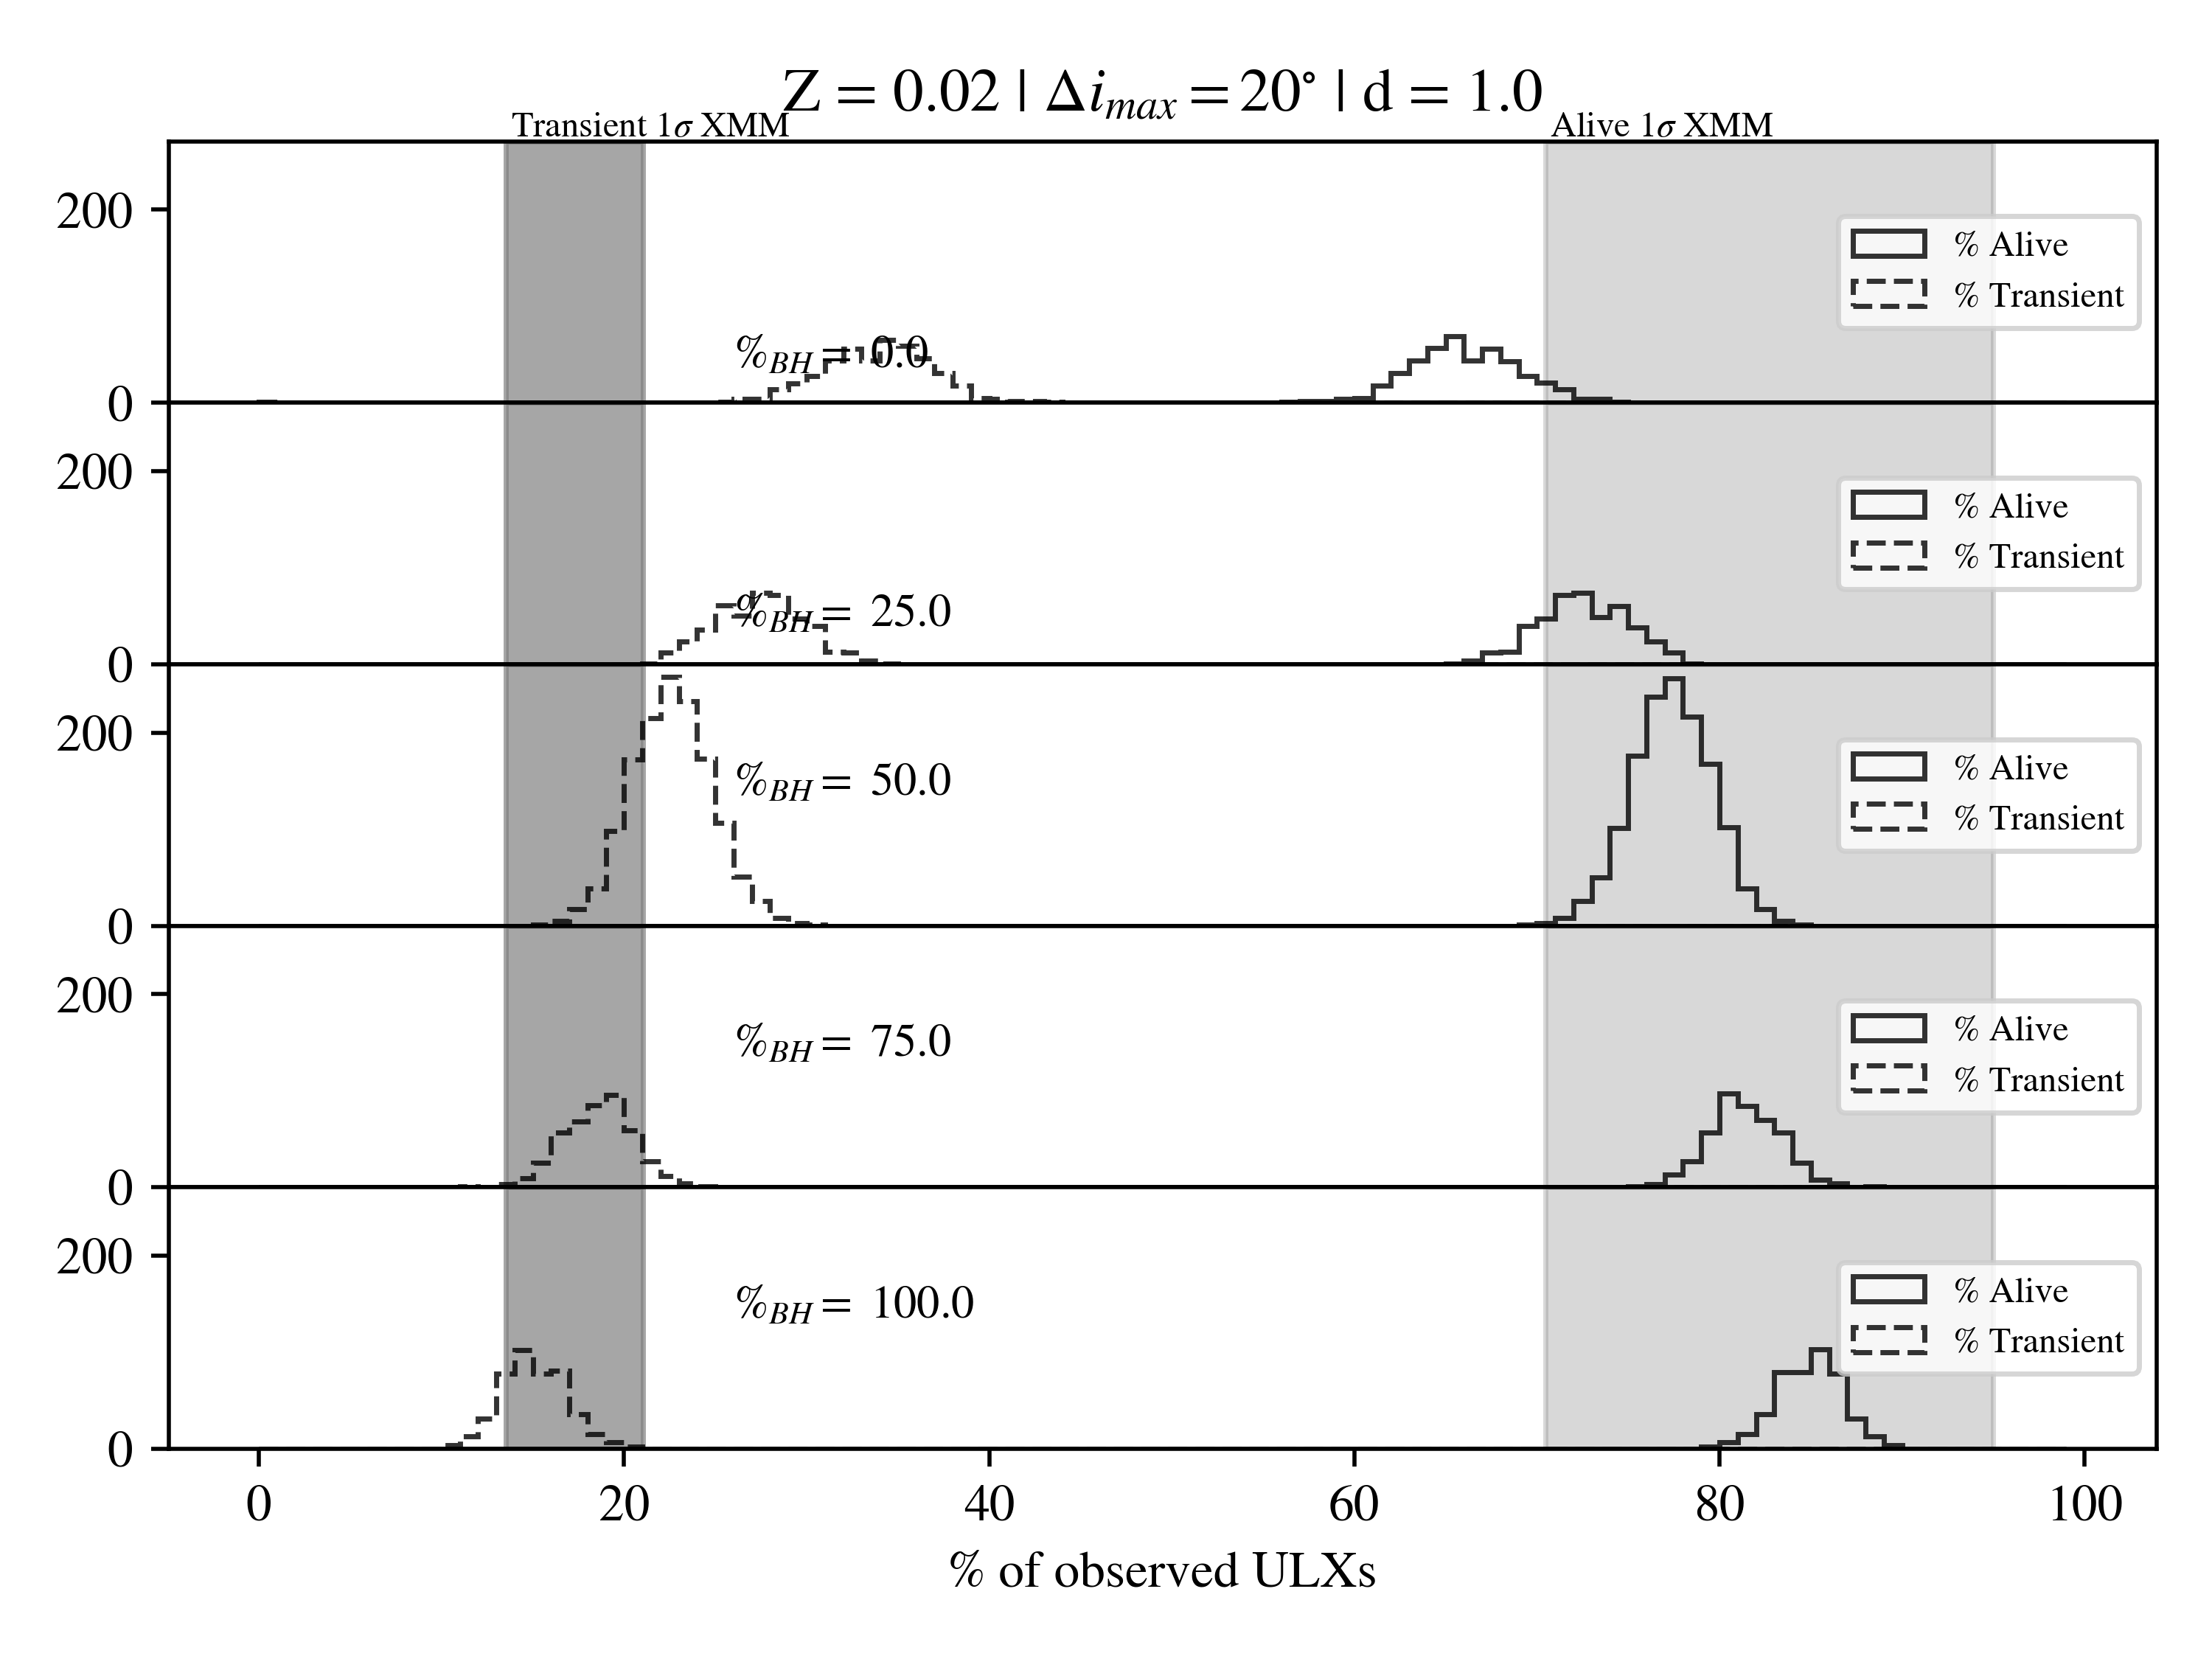 Z = 0.02 | Δi_max = 20° | d = 1.0
Transient 1σ XMM
Alive 1σ XMM
200
% Alive
% Transient
%_BH = 0.0
0
200
% Alive
% Transient
%_BH = 25.0
0
200
% Alive
%_BH = 50.0
% Transient
0
200
% Alive
%_BH = 75.0
% Transient
0
200
% Alive
%_BH = 100.0
% Transient
0
0 20 40 60 80 100
% of observed ULXs